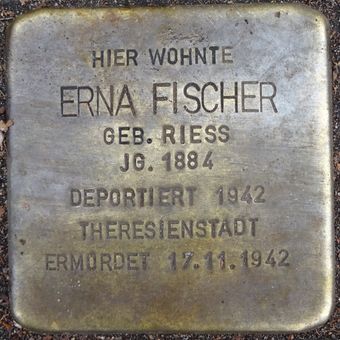 HIER WOHNTE
ERNA FISCHER
GEB. RIESS
JG. 1884
DEPORTIERT 1942
THERESIENSTADT
ERMORDET 17.11.1942